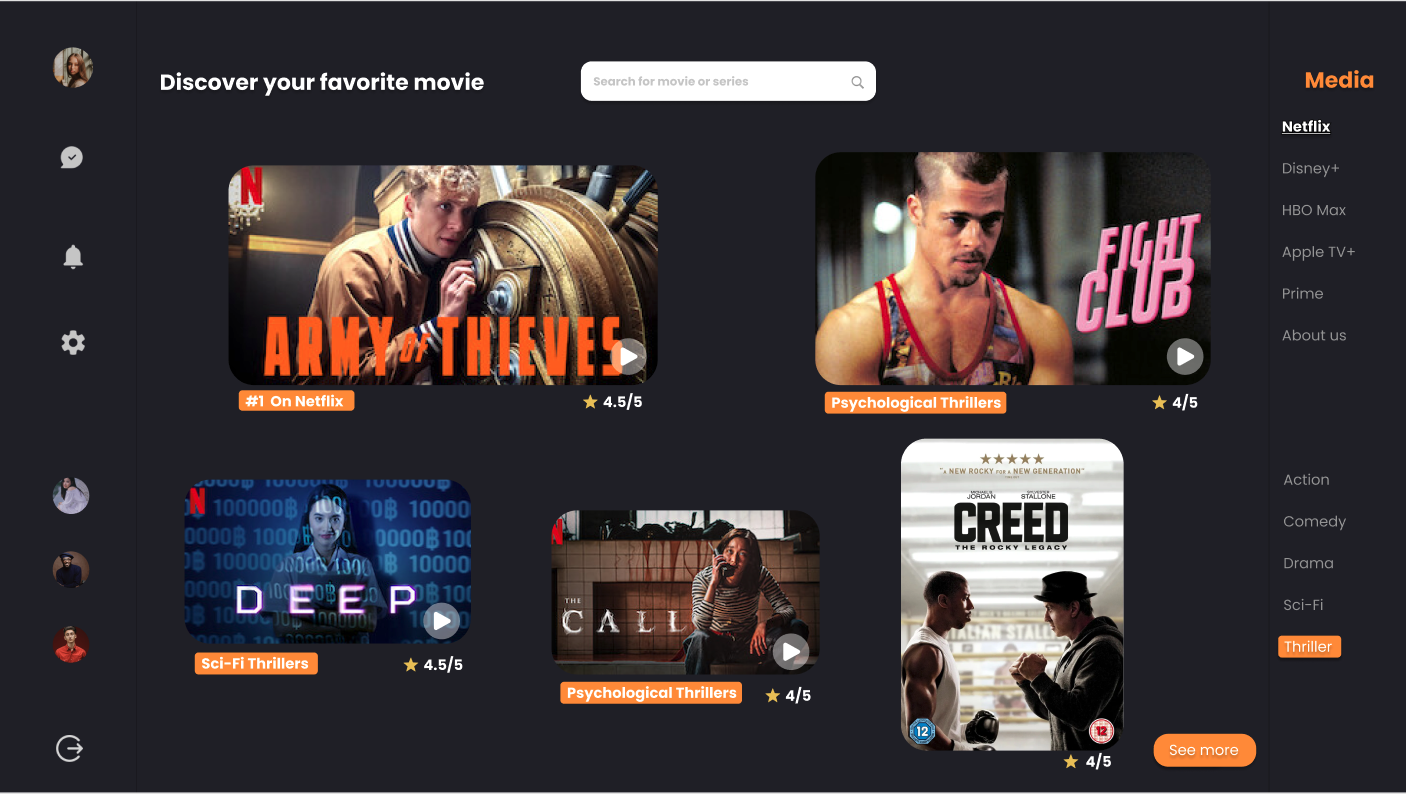 Discover your favorite movie
Search for movie or series
Media
Netflix
Disney+
HBO Max
Apple TV+
Prime
About us
N
ARMY OF THIEVES
#1 On Netflix
4.5/5
FIGHT
CLUB
Psychological Thrillers
4/5
N
DEEP
Sci-Fi Thrillers
4.5/5
N
THE
CALL
Psychological Thrillers
4/5
"A NEW ROCKY FOR A NEW GENERATION"
MICHAEL B. JORDAN
SYLVESTER STALLONE
CREED
THE ROCKY LEGACY
12
12
4/5
Action
Comedy
Drama
Sci-Fi
Thriller
See more